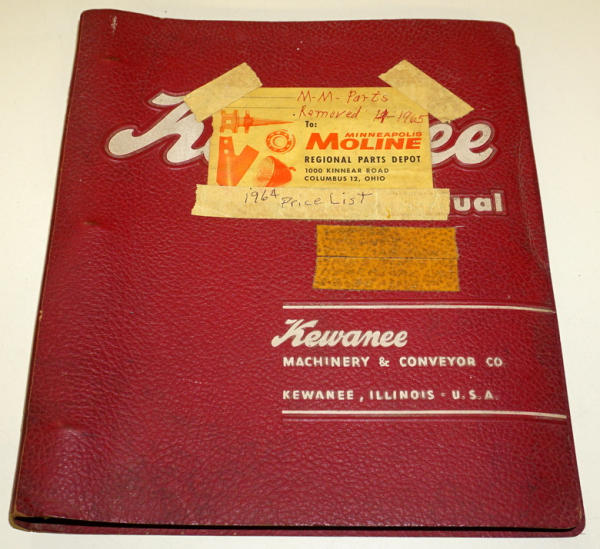 M-M- Parts
Removed 1965
To:
MINNEAPOLIS
MOLINE
REGIONAL PARTS DEPOT
1000 KINNEAR ROAD
COLUMBUS 12, OHIO
1964 Price List
Kewanee
MACHINERY & CONVEYOR CO.
KEWANEE, ILLINOIS - U.S.A.